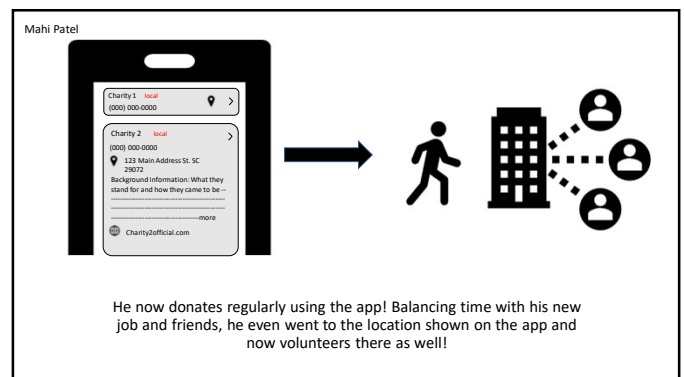 Mahi Patel
Charity 1 local
(000) 000-0000
Charity 2 local
(000) 000-0000
123 Main Address St. SC
29072
Background information: What they
stand for and how they came to be --
-----------------------------------------------
-----------------------------------------------
------------------------------------more
Charity2official.com
He now donates regularly using the app! Balancing time with his new
job and friends, he even went to the location shown on the app and
now volunteers there as well!